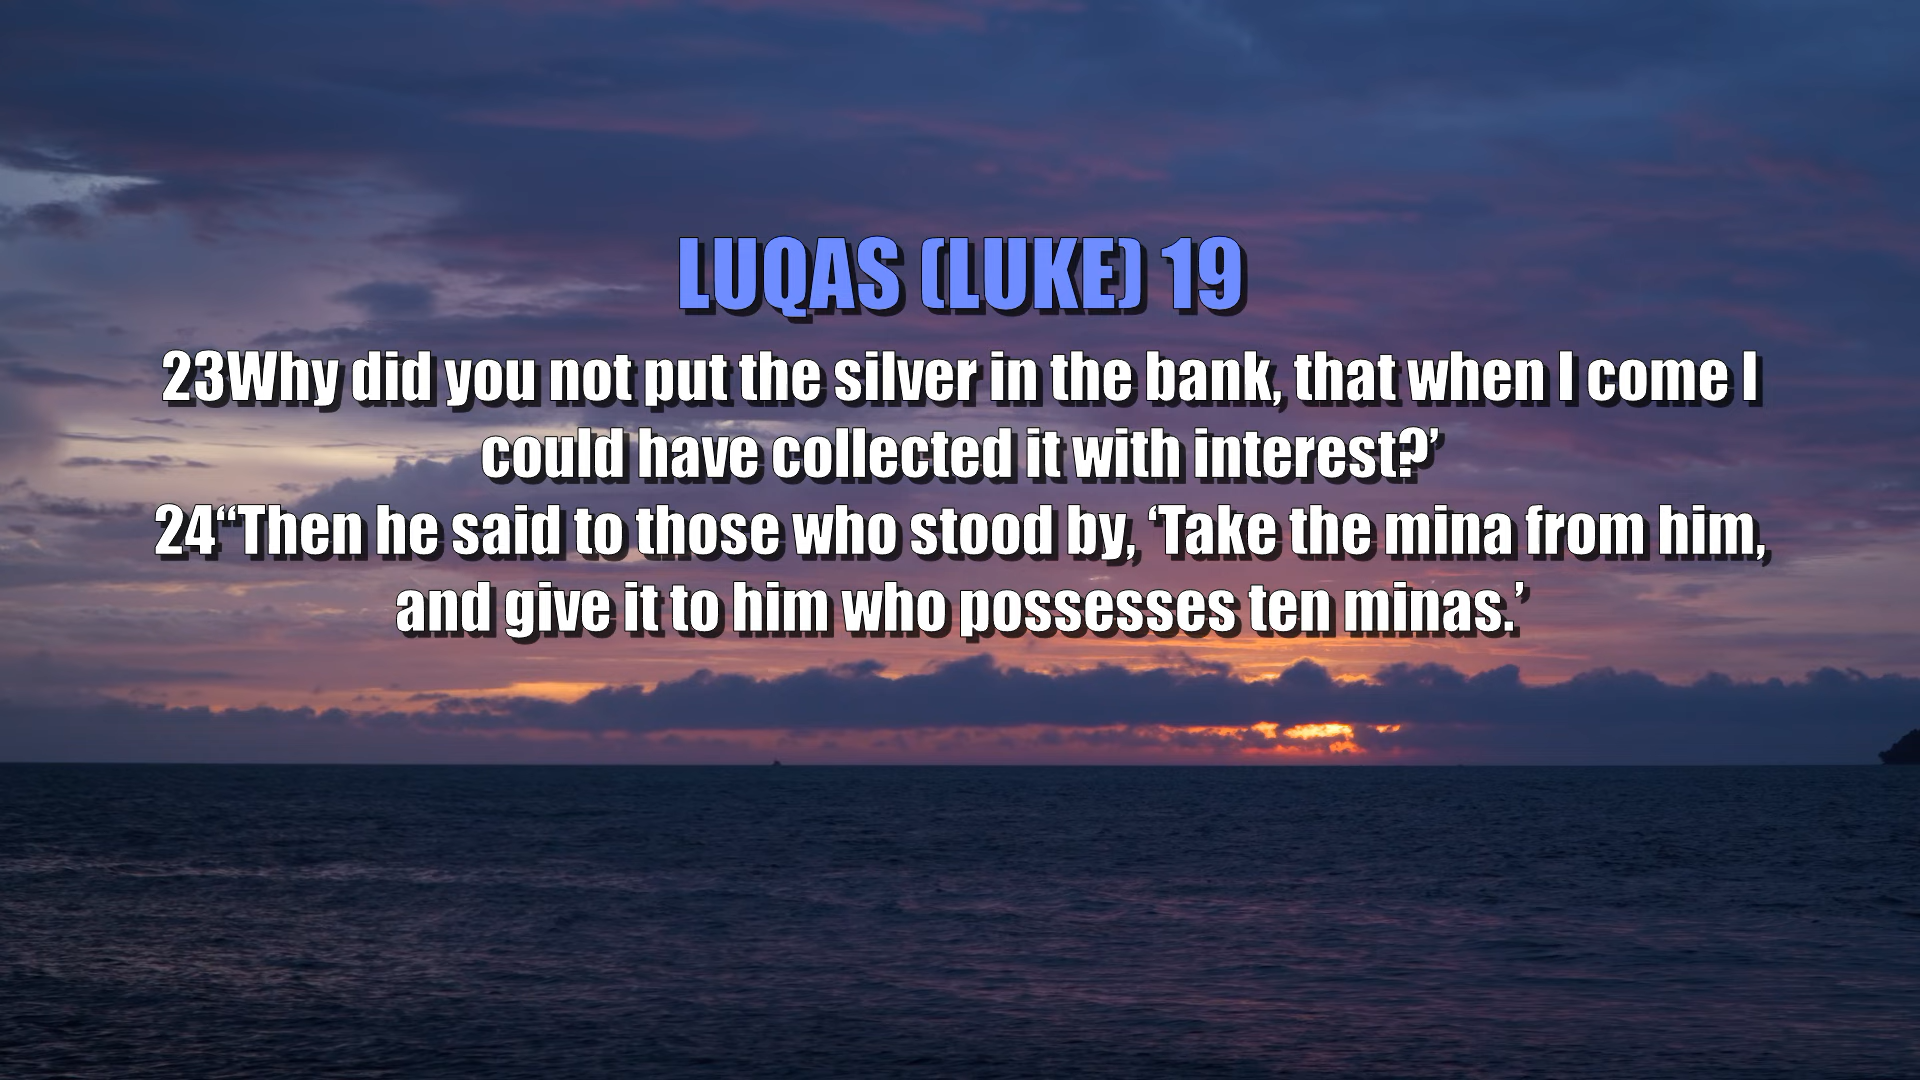 LUQAS (LUKE) 19
23Why did you not put the silver in the bank, that when I come I
could have collected it with interest?’
24“Then he said to those who stood by, ‘Take the mina from him,
and give it to him who possesses ten minas.’